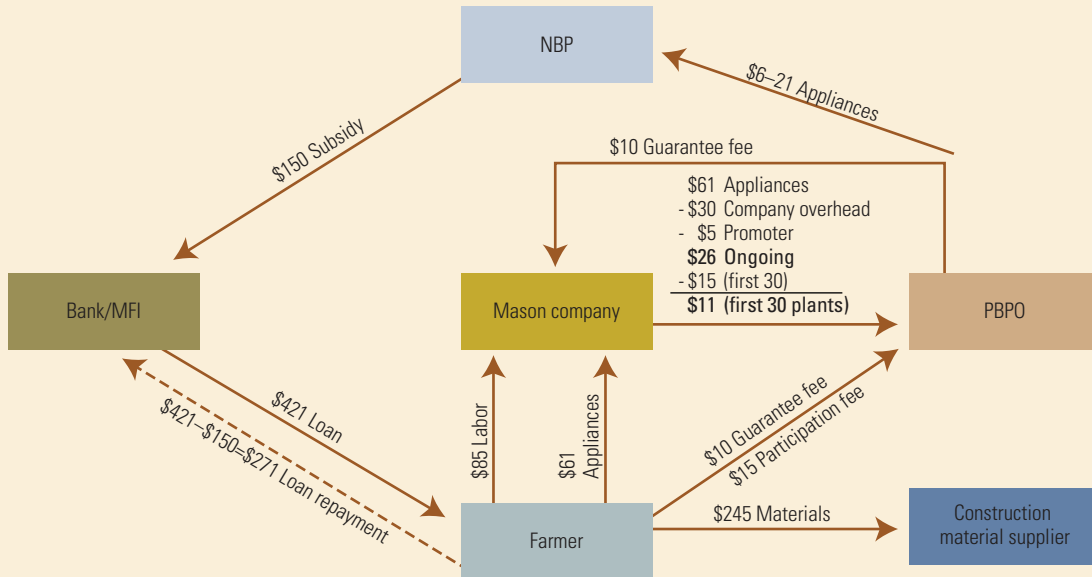 NBP
$6–21 Appliances
$150 Subsidy
$10 Guarantee fee
$61 Appliances
- $30 Company overhead
- $5 Promoter
$26 Ongoing
- $15 (first 30)
$11 (first 30 plants)
Bank/MFI
Mason company
PBPO
$421 Loan
$421–$150=$271 Loan repayment
$85 Labor
$61
Appliances
$10 Guarantee fee
$15 Participation fee
$245 Materials
Farmer
Construction
material supplier